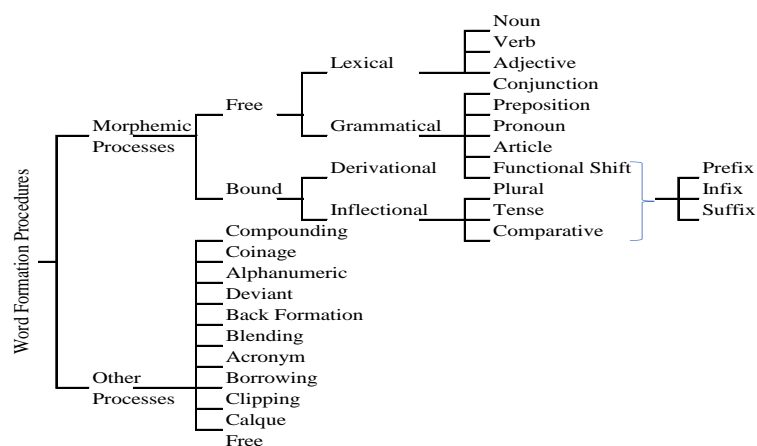 Word Formation Procedures
Morphemic
Processes
Free
Lexical
Noun
Verb
Adjective
Grammatical
Conjunction
Preposition
Pronoun
Article
Functional Shift
Bound
Derivational
Inflectional
Plural
Tense
Comparative
Prefix
Infix
Suffix
Other
Processes
Compounding
Coinage
Alphanumeric
Deviant
Back Formation
Blending
Acronym
Borrowing
Clipping
Calque
Free